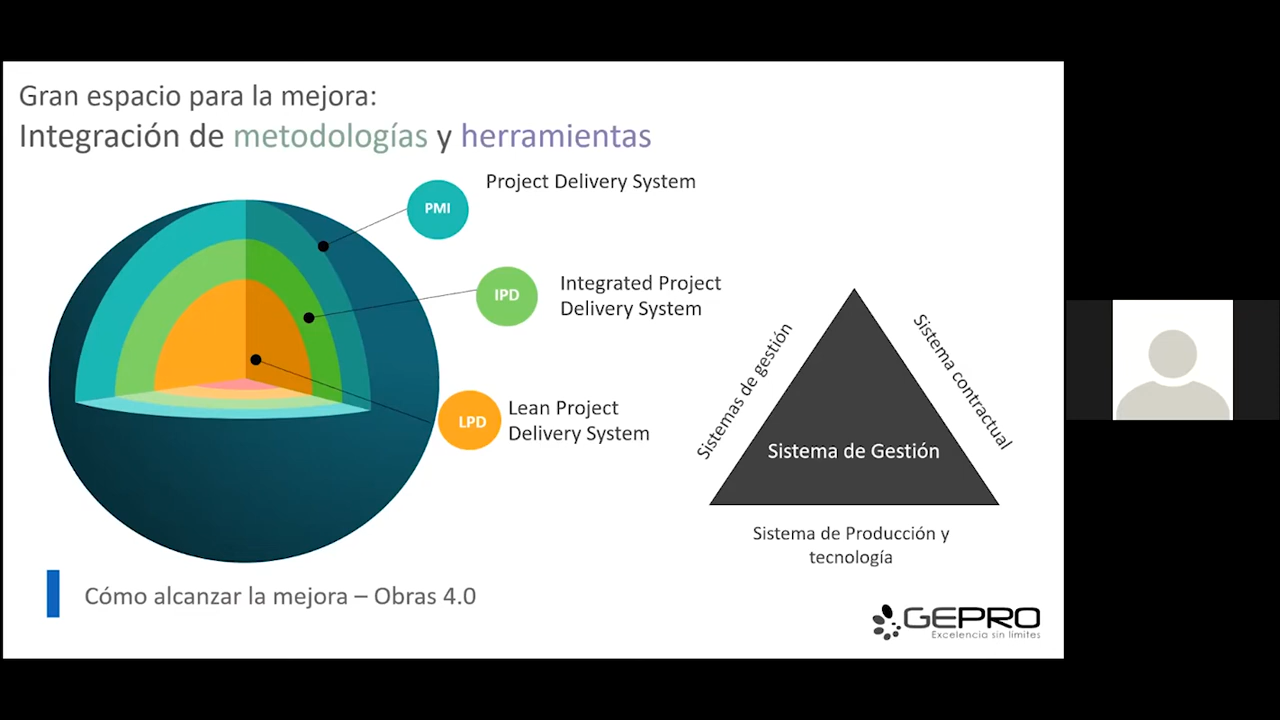 Gran espacio para la mejora:
Integración de metodologías y herramientas
PMI
Project Delivery System
IPD
Integrated Project
Delivery System
LPD
Lean Project
Delivery System
Sistemas de gestión
Sistema contractual
Sistema de Gestión
Sistema de Producción y
tecnología
Cómo alcanzar la mejora – Obras 4.0
GEPRO
Excelencia sin límites